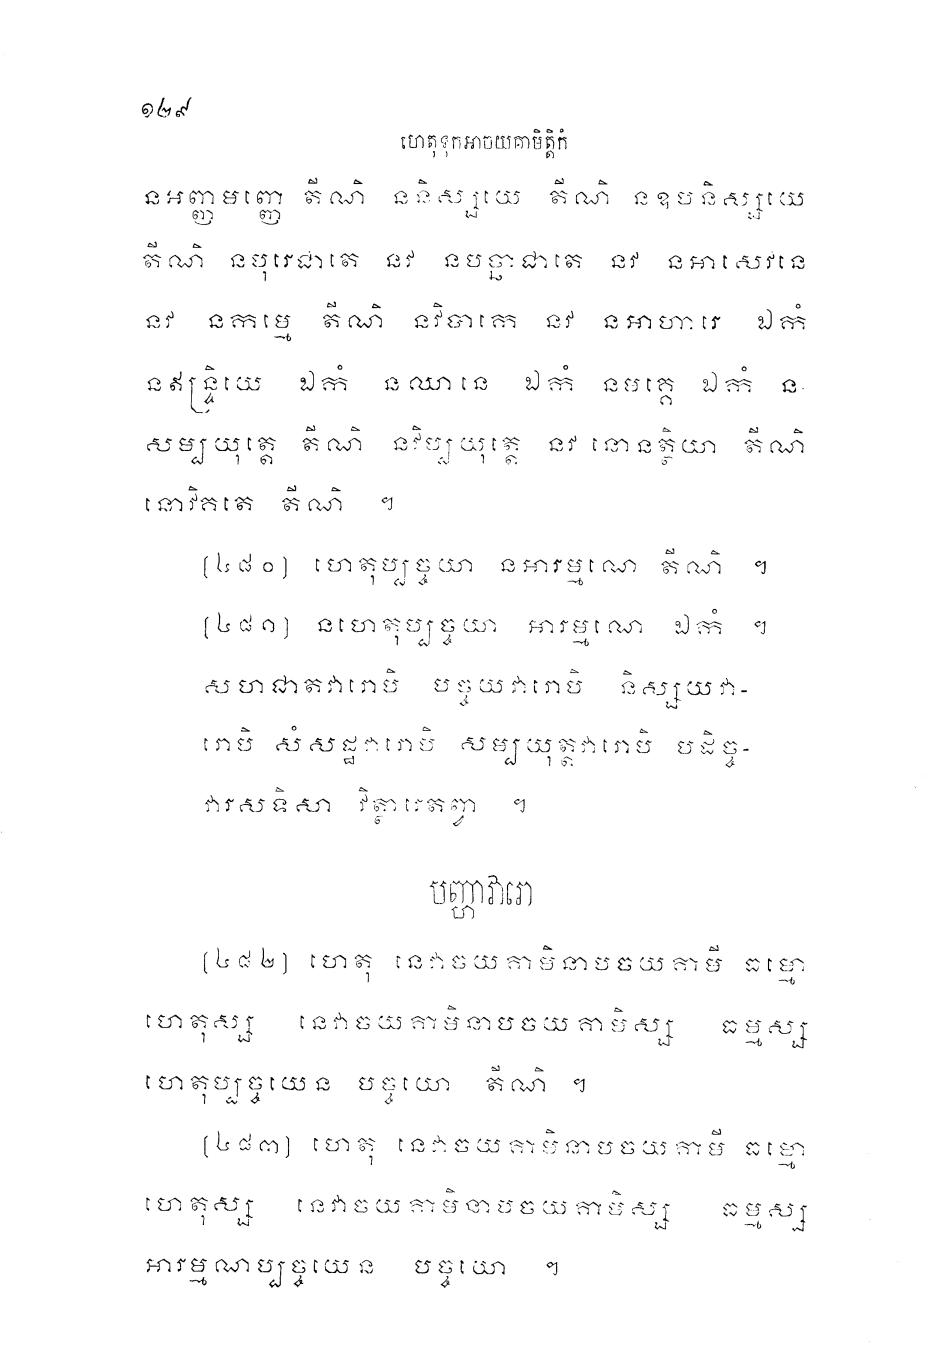 ១២៩
ហេតុទុកអាចយគាមិត្តិកំ
នអញ្ញមញ្ញេ តីណិ ននិស្សយេ តីណិ នឧបនិស្សយេ
តីណិ នបុរេជាតេ នវ នបច្ឆាជាតេ នវ នអាសេវនេ
នវ នកម្មេ តីណិ នវិបាកេ នវ នអាហារេ ឯកំ
នឥន្ទ្រិយេ ឯកំ នឈានេ ឯកំ នមគ្គេ ឯកំ ន-
សម្បយុត្តេ តីណិ នវិប្បយុត្តេ នវ នោនត្ថិយា តីណិ
នោវិគតេ តីណិ ។
(៤៨០) ហេតុប្បច្ចយា នអារម្មណេ តីណិ ។
(៤៨១) នហេតុប្បច្ចយា អារម្មណេ ឯកំ ។
សហជាតវារោបិ បច្ចយវារោបិ និស្សយវា-
រោបិ សំសដ្ឋវារោបិ សម្បយុត្តវារោបិ បដិច្ច-
វារសទិសា វិត្ថារេតព្វា ។
បញ្ហាវារោ
(៤៨២) ហេតុ នេវាចយគាមិនាបចយគាមី ធម្មោ
ហេតុស្ស នេវាចយគាមិនាបចយគាមិស្ស ធម្មស្ស
ហេតុប្បច្ចយេន បច្ចយោ តីណិ ។
(៤៨៣) ហេតុ នេវាចយគាមិនាបចយគាមី ធម្មោ
ហេតុស្ស នេវាចយគាមិនាបចយគាមិស្ស ធម្មស្ស
អារម្មណប្បច្ចយេន បច្ចយោ ។